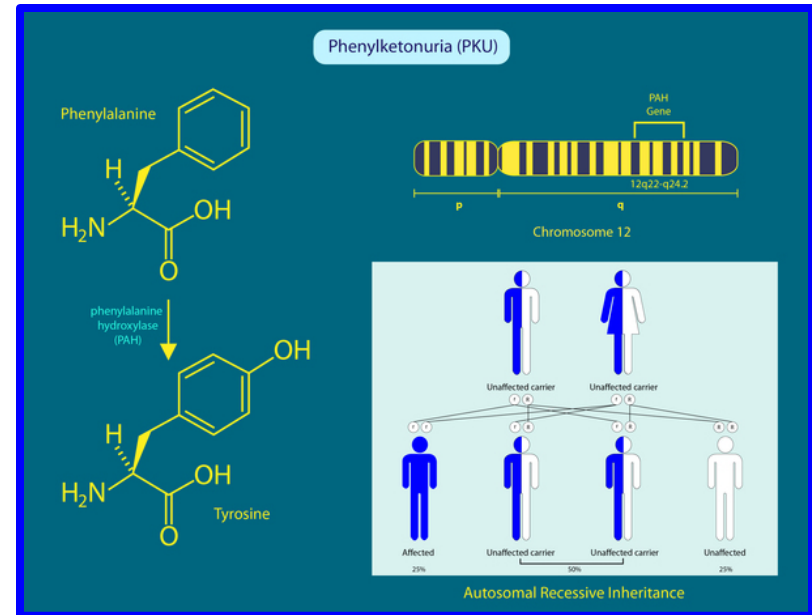 Phenylketonuria (PKU)
Phenylalanine
H
H₂N
OH
O
phenylalanine
hydroxylase
(PAH)
OH
H
H₂N
OH
O
Tyrosine
PAH
Gene
12q22-q24.2
p
q
Chromosome 12
Unaffected carrier
Unaffected carrier
r R
r R
r r
r R
r R
R R
Affected
Unaffected carrier
Unaffected carrier
Unaffected
25%
50%
25%
Autosomal Recessive Inheritance